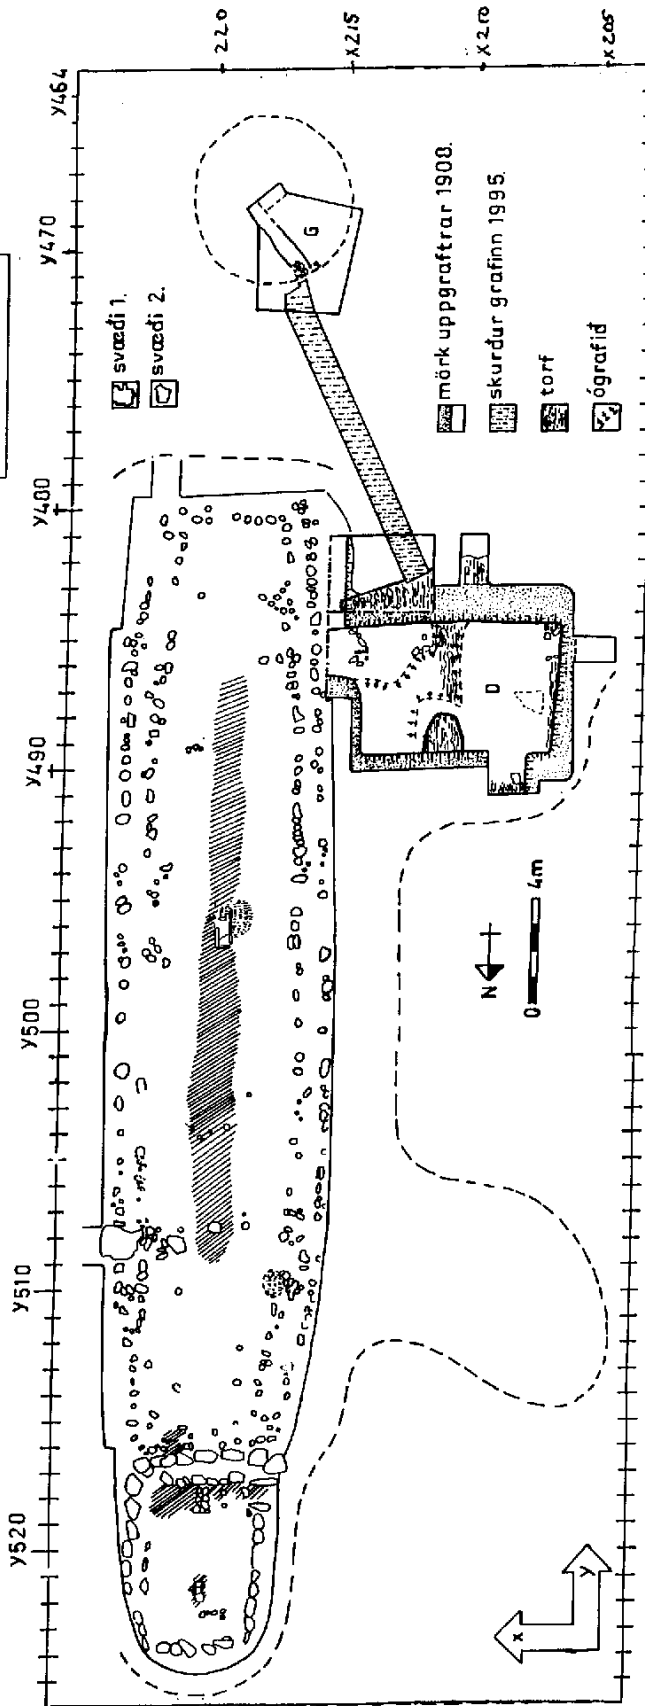 Y464
Y470
Y480
Y490
Y500
Y510
Y520
220
X215
X210
X205
svæði 1.
svæði 2.
G
mörk uppgraftrar 1908.
skurður grafinn 1995.
torf
ógrafið
D
N
0 4m
x
y